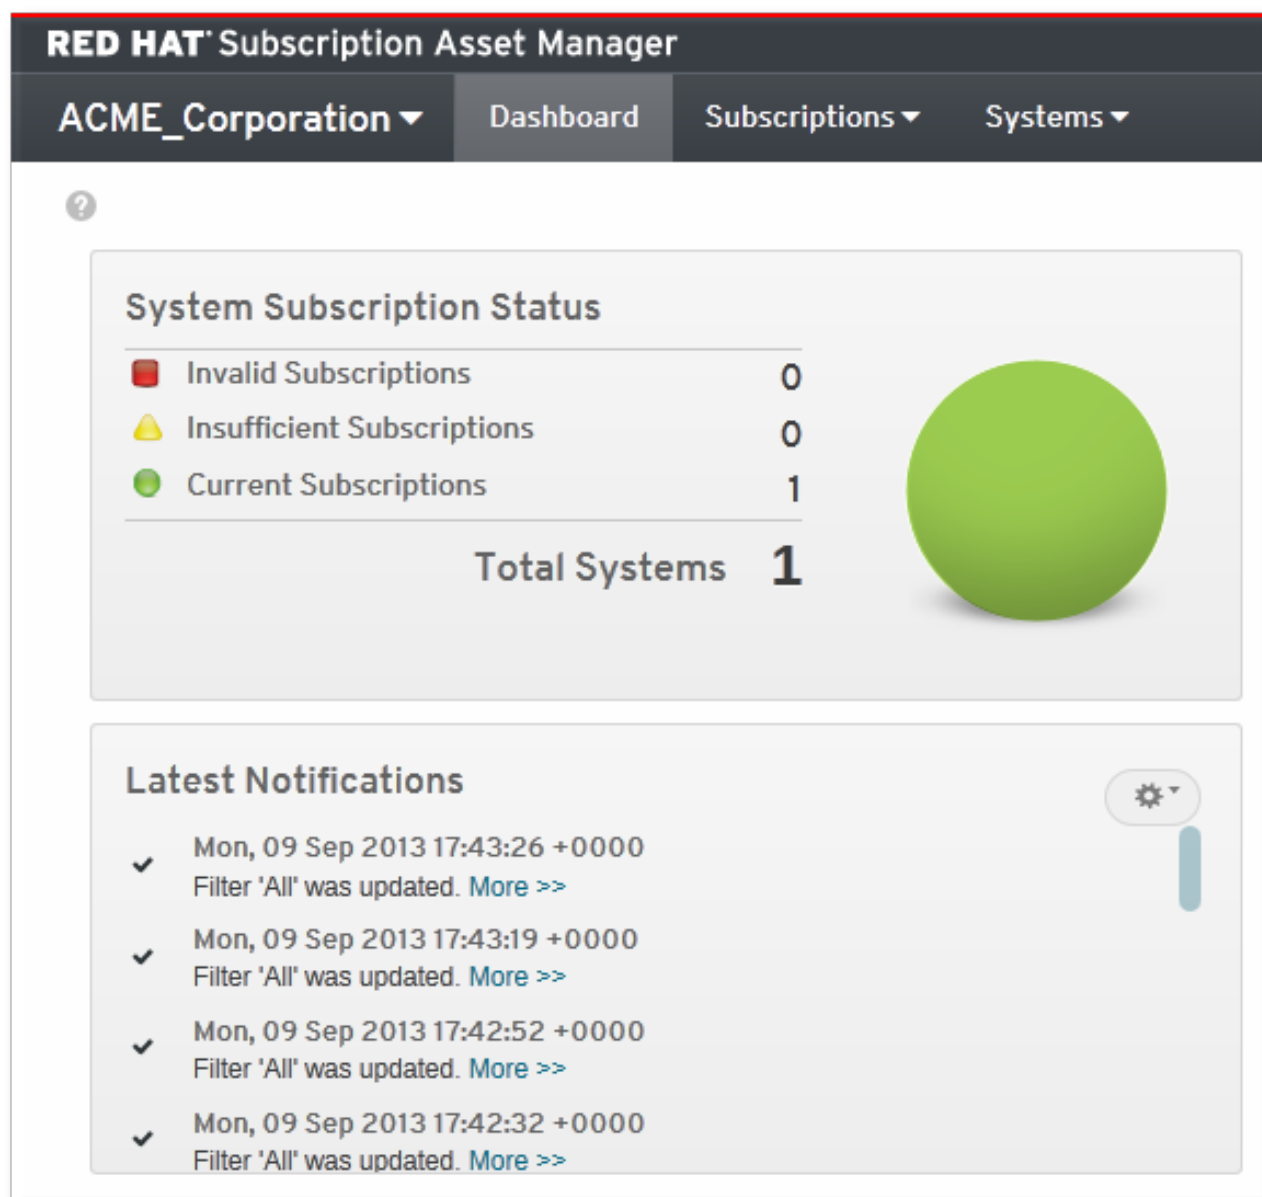 RED HAT Subscription Asset Manager
ACME_Corporation Dashboard Subscriptions Systems
?
System Subscription Status
Invalid Subscriptions 0
Insufficient Subscriptions 0
Current Subscriptions 1
Total Systems 1
Latest Notifications
Mon, 09 Sep 2013 17:43:26 +0000
Filter 'All' was updated. More >>
Mon, 09 Sep 2013 17:43:19 +0000
Filter 'All' was updated. More >>
Mon, 09 Sep 2013 17:42:52 +0000
Filter 'All' was updated. More >>
Mon, 09 Sep 2013 17:42:32 +0000
Filter 'All' was updated. More >>